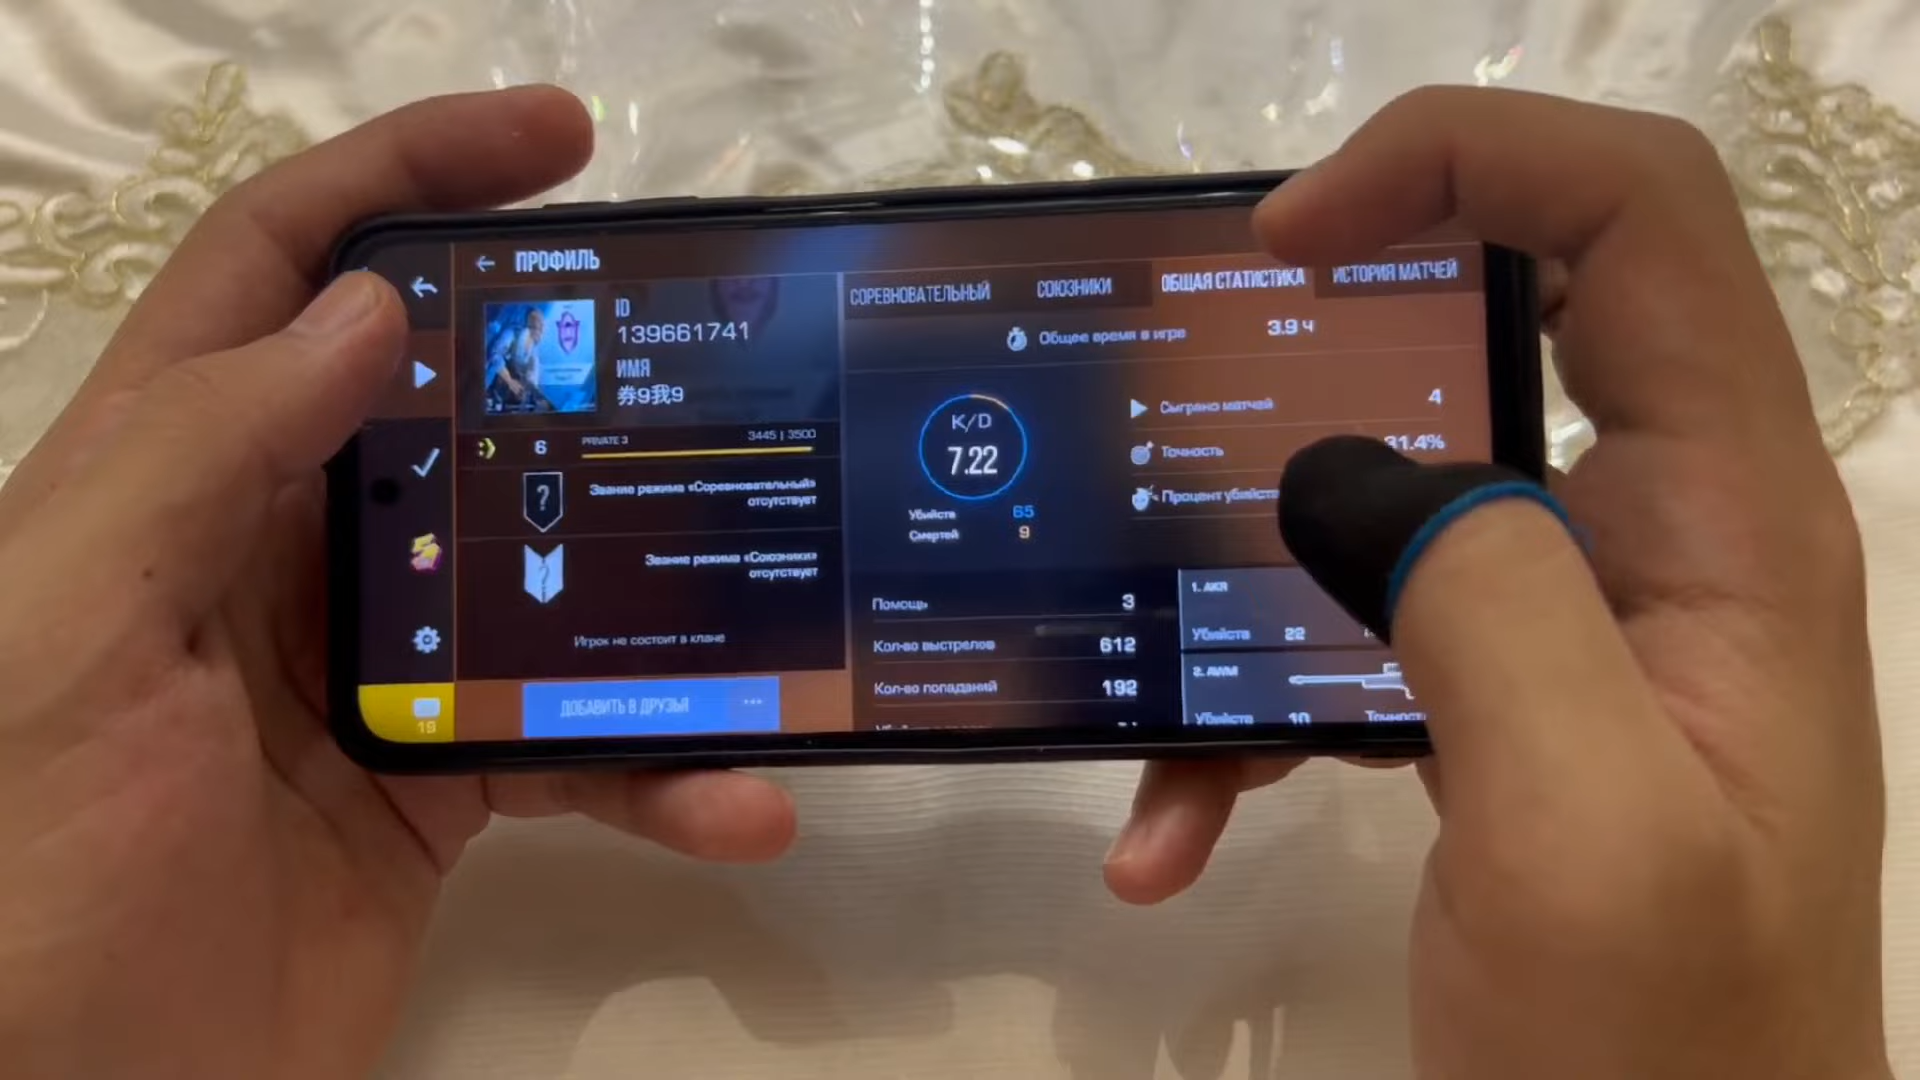 ПРОФИЛЬ
ID
139661741
ИМЯ
券9我9
6
PRIVATE 3
3445 | 3500
Звание режима «Соревновательный»
отсутствует
Звание режима «Союзники»
отсутствует
Игрок не состоит в клане
ДОБАВИТЬ В ДРУЗЬЯ
19
СОРЕВНОВАТЕЛЬНЫЙ
СОЮЗНИКИ
ОБЩАЯ СТАТИСТИКА
ИСТОРИЯ МАТЧЕЙ
Общее время в игре 3.9 ч
K/D
7.22
Убийств 65
Смертей 9
Сыграно матчей 4
Точность 31.4%
Процент убийств
Помощь 3
Кол-во выстрелов 612
Кол-во попаданий 192
1. AKR
Убийств 22
2. AWM
Убийств 10 Точность